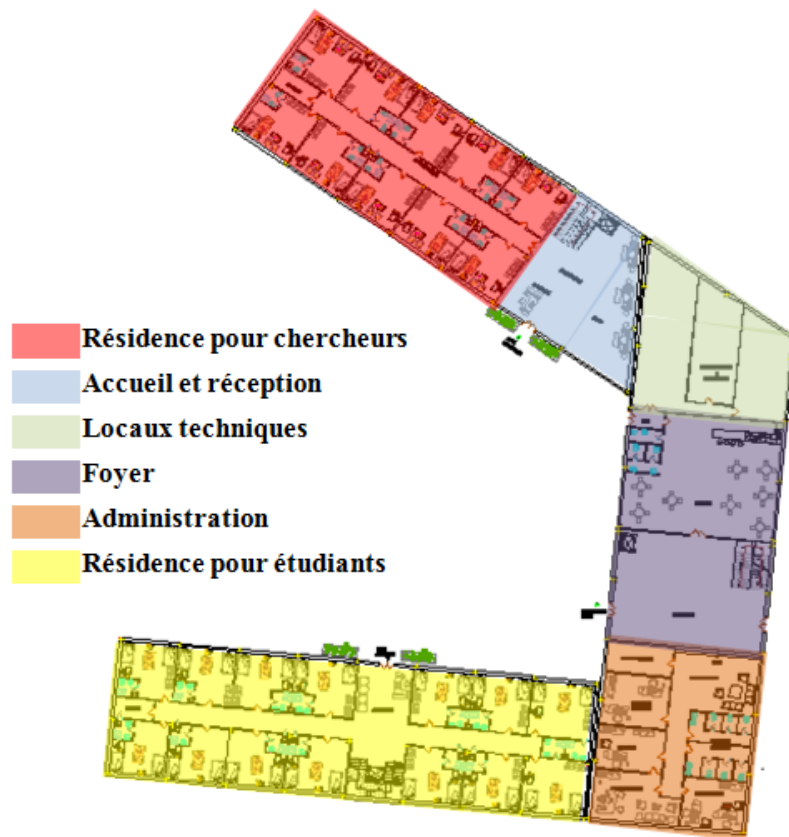 Résidence pour chercheurs
Accueil et réception
Locaux techniques
Foyer
Administration
Résidence pour étudiants